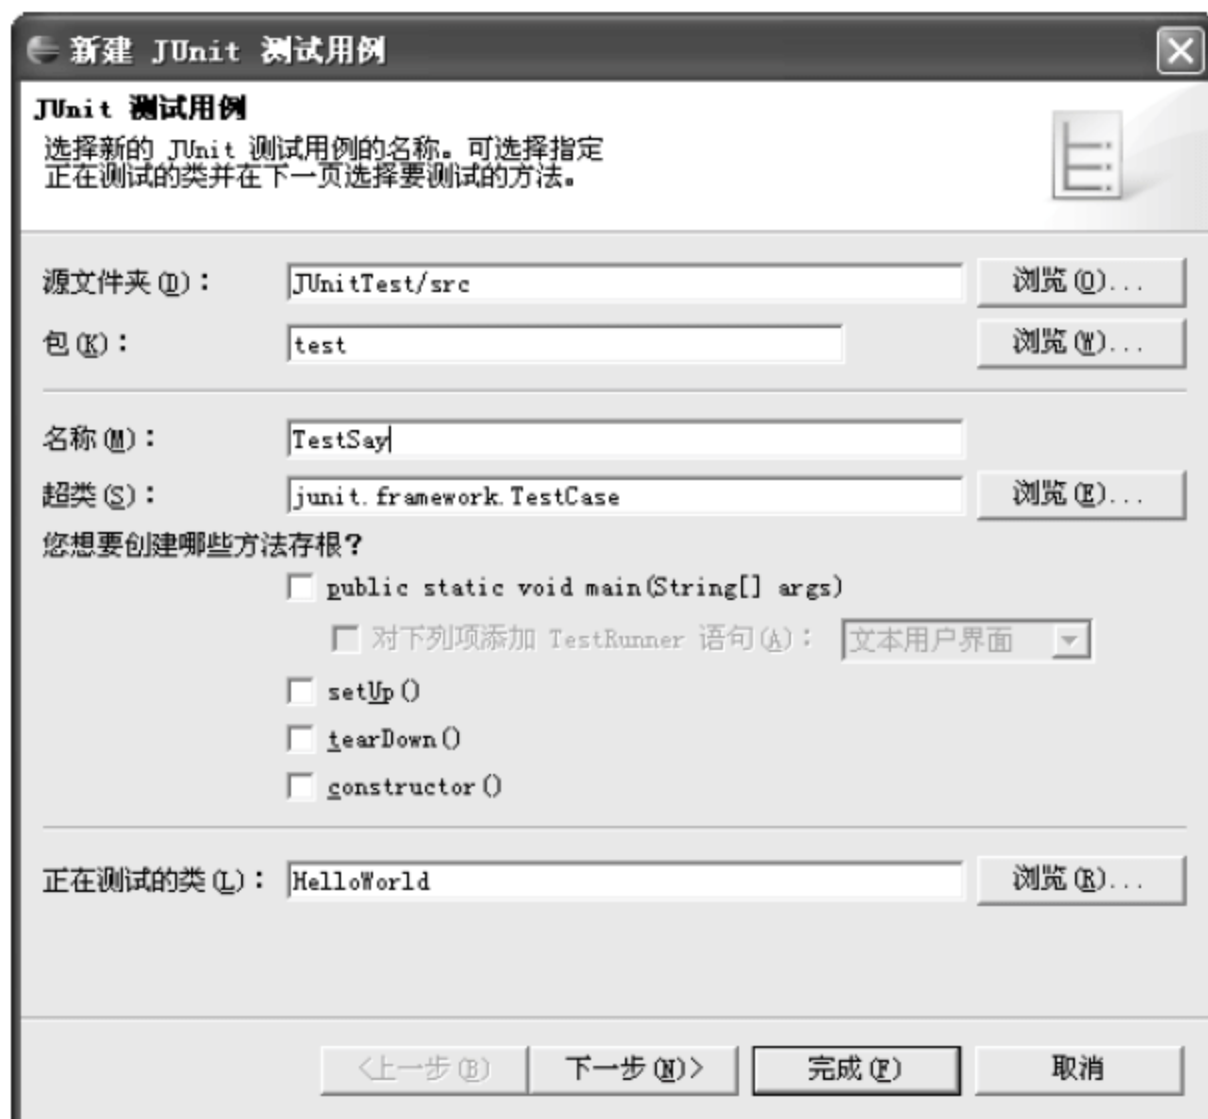 新建 JUnit 测试用例
JUnit 测试用例
选择新的 JUnit 测试用例的名称。可选择指定
正在测试的类并在下一页选择要测试的方法。
源文件夹(D)： JUnitTest/src 浏览(O)...
包(K)： test 浏览(W)...
名称(M)： TestSay
超类(S)： junit.framework.TestCase 浏览(E)...
您想要创建哪些方法存根？
public static void main(String[] args)
对下列项添加 TestRunner 语句(A)： 文本用户界面
setUp()
tearDown()
constructor()
正在测试的类(L)： HelloWorld 浏览(R)...
<上一步(B) 下一步(N)> 完成(F) 取消